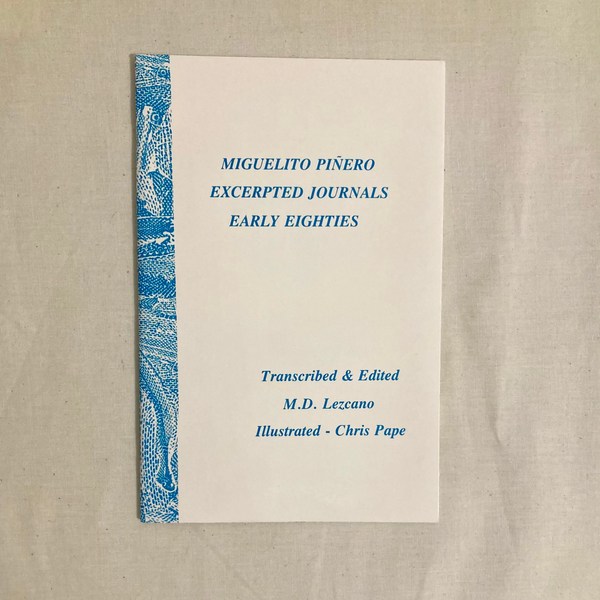 MIGUELITO PIÑERO
EXCERPTED JOURNALS
EARLY EIGHTIES
Transcribed & Edited
M.D. Lezcano
Illustrated - Chris Pape